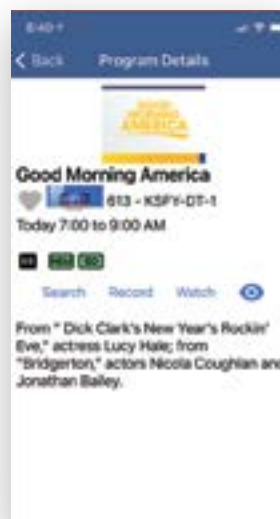 8:40
Back Program Details
GOOD
MORNING
AMERICA
Good Morning America
613 - KSFY-DT-1
Today 7:00 to 9:00 AM
Search Record Watch
From " Dick Clark's New Year's Rockin'
Eve," actress Lucy Hale; from
"Bridgerton," actors Nicola Coughlan and
Jonathan Bailey.